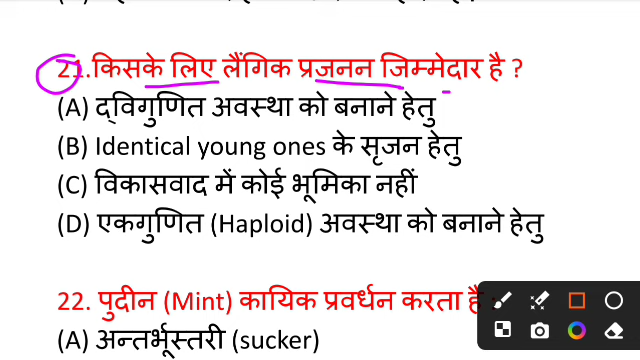 21.किसके लिए लैंगिक प्रजनन जिम्मेदार है ?
(A) द्विगुणित अवस्था को बनाने हेतु
(B) Identical young ones के सृजन हेतु
(C) विकासवाद में कोई भूमिका नहीं
(D) एकगुणित (Haploid) अवस्था को बनाने हेतु
22. पुदीन (Mint) कायिक प्रवर्धन करता है
(A) अन्तर्भूस्तरी (sucker)